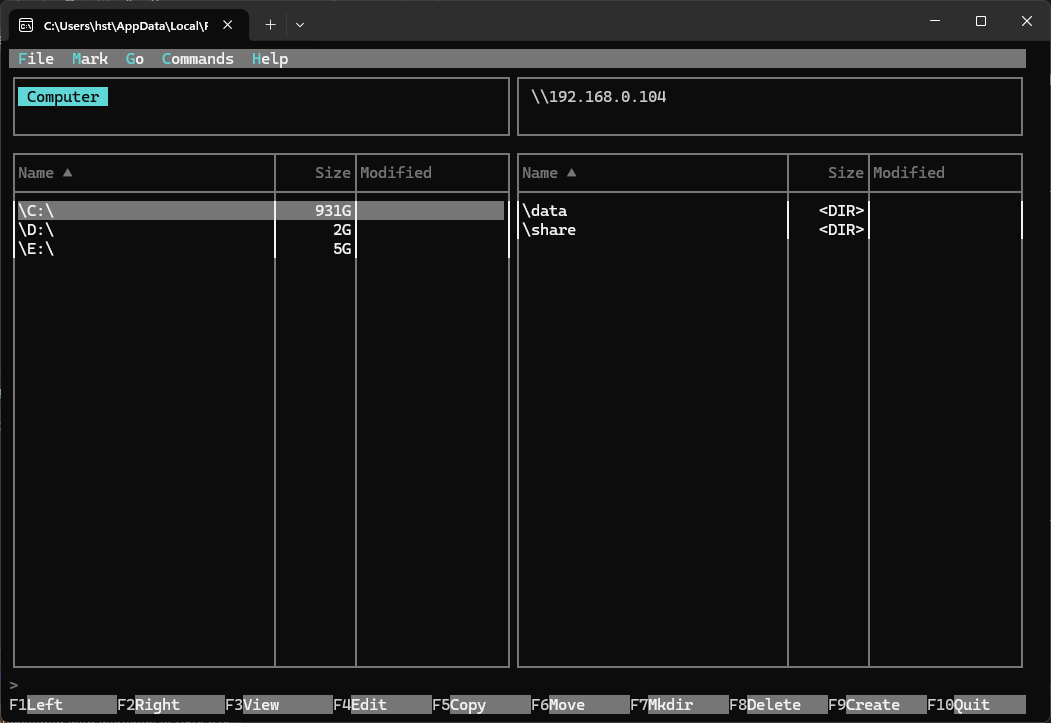 C:\Users\hst\AppData\Local\F
File Mark Go Commands Help
Computer
\\192.168.0.104
Name ▲ Size Modified
Name ▲ Size Modified
\C:\ 931G
\D:\ 2G
\E:\ 5G
\data <DIR>
\share <DIR>
>
F1Left F2Right F3View F4Edit F5Copy F6Move F7Mkdir F8Delete F9Create F10Quit